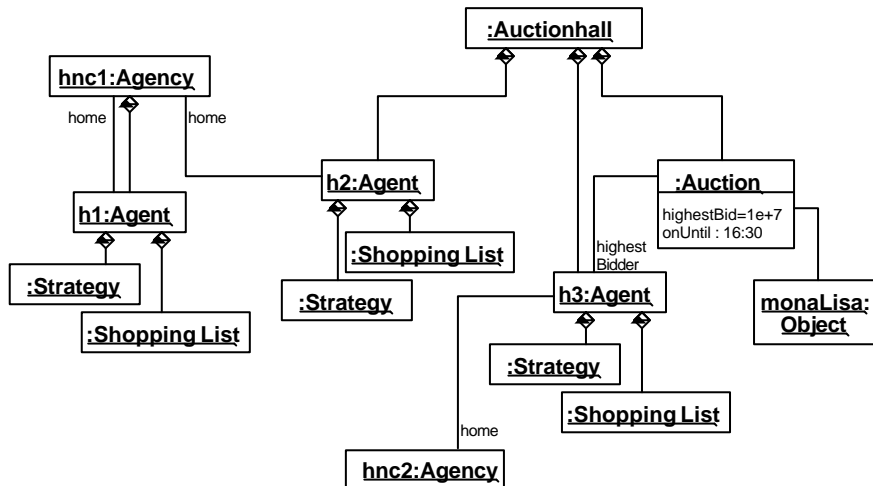 :Auctionhall
hnc1:Agency
home
home
h2:Agent
:Auction
highestBid=1e+7
onUntil : 16:30
h1:Agent
:Shopping List
highest
Bidder
:Strategy
:Strategy
h3:Agent
monaLisa:
Object
:Shopping List
:Strategy
:Shopping List
home
hnc2:Agency